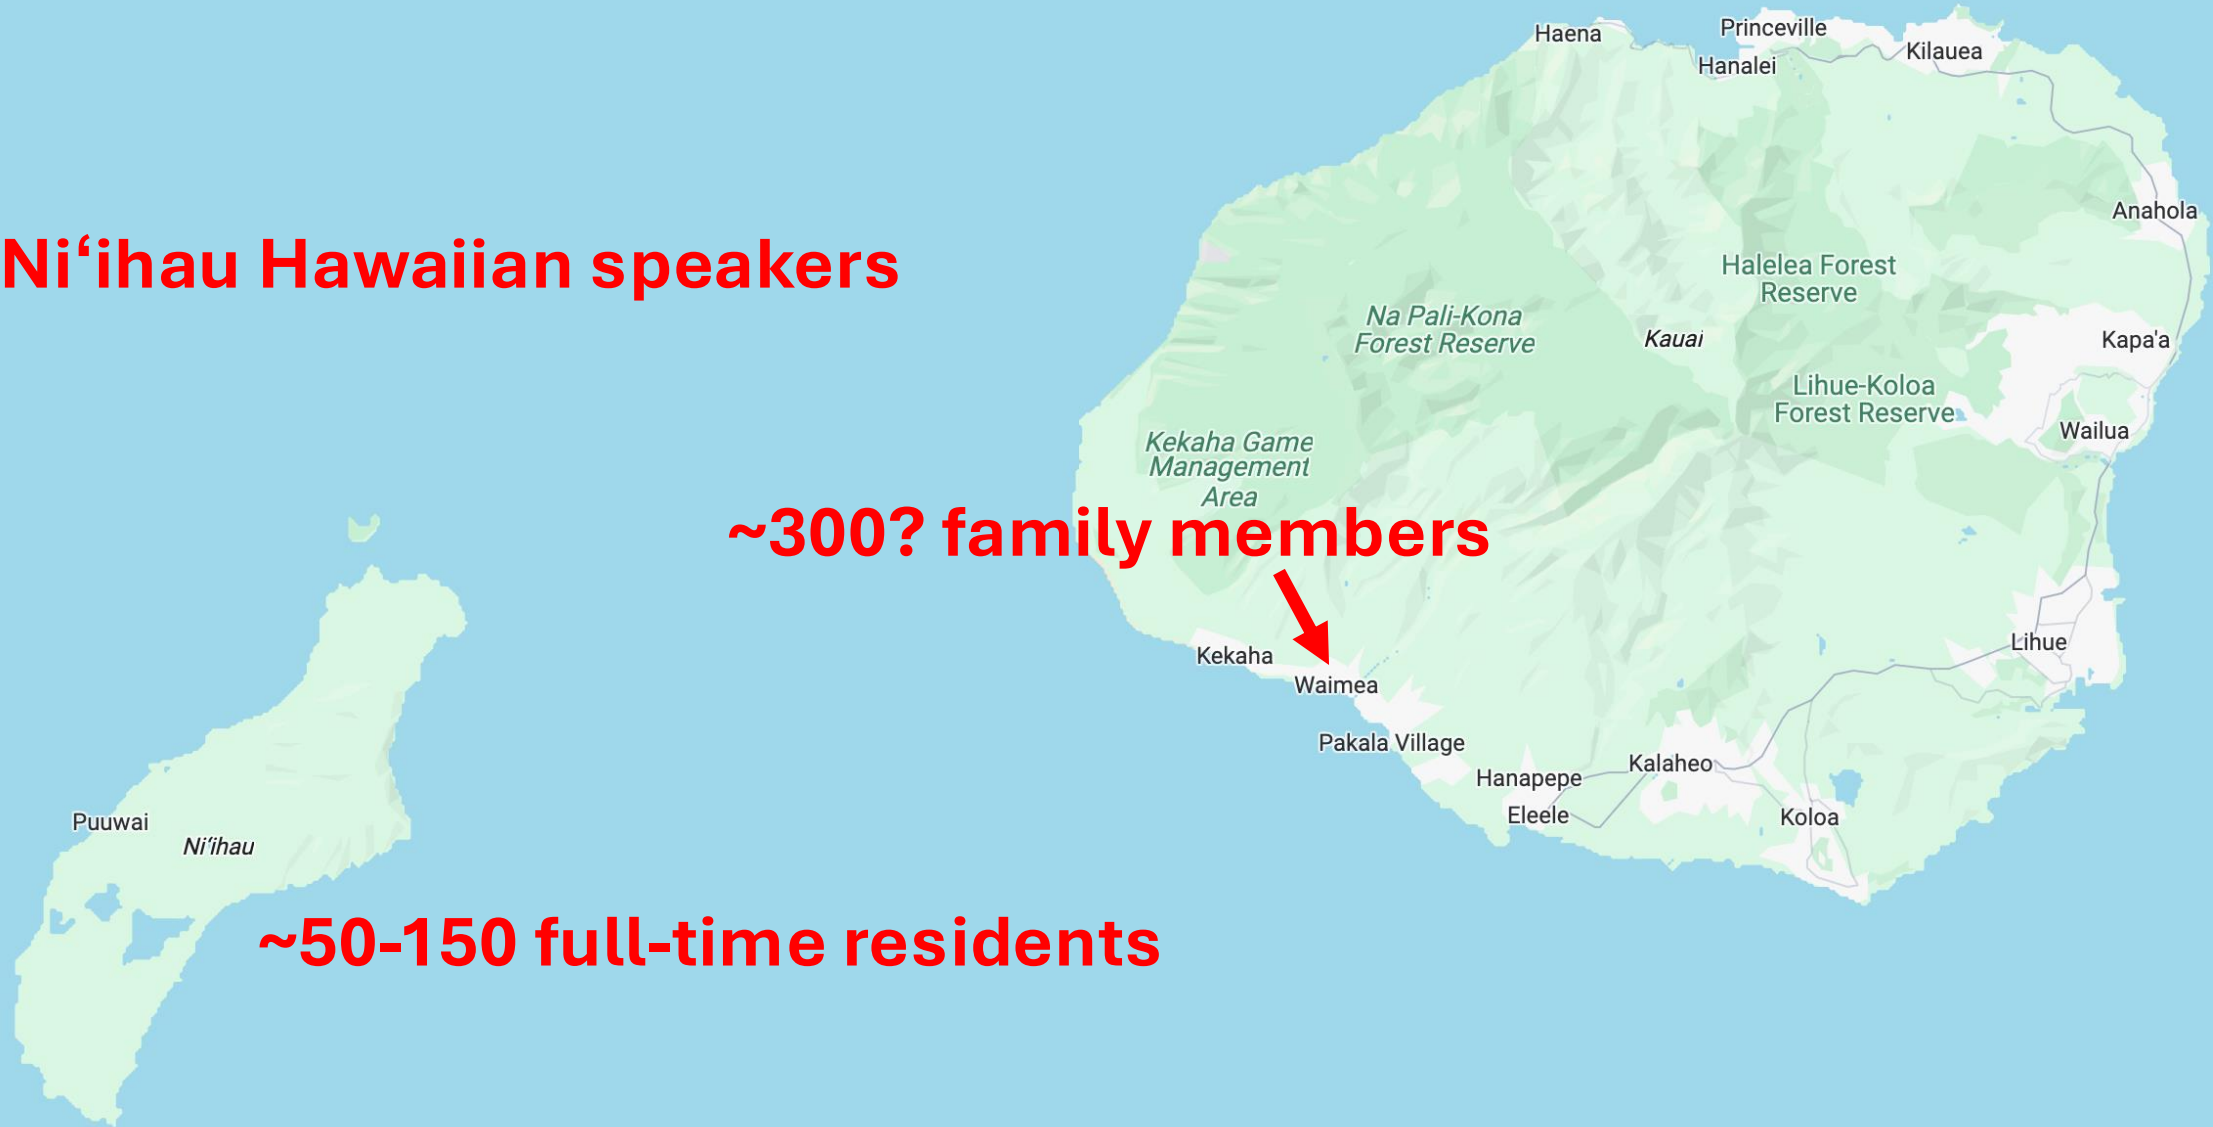 Haena
Princeville
Hanalei
Kilauea
Anahola
Niʻihau Hawaiian speakers
Halelea Forest
Reserve
Na Pali-Kona
Forest Reserve
Kauai
Kapa'a
Lihue-Koloa
Forest Reserve
Wailua
Kekaha Game
Management
Area
~300? family members
Kekaha
Waimea
Lihue
Pakala Village
Hanapepe
Kalaheo
Eleele
Koloa
Puuwai
Ni'ihau
~50-150 full-time residents